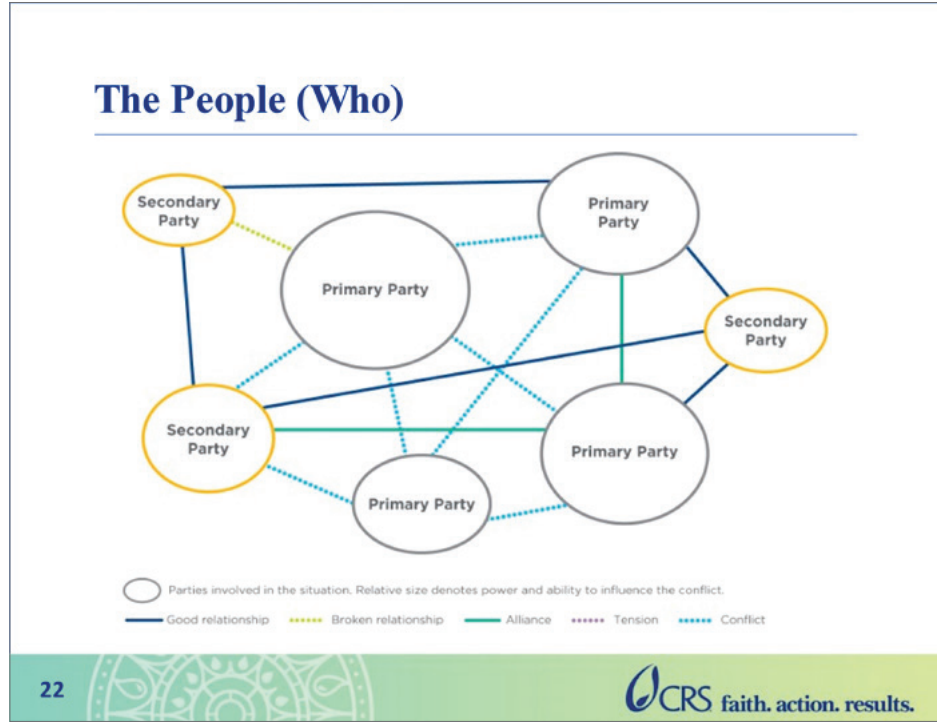 The People (Who)
Secondary
Party
Primary
Party
Primary Party
Secondary
Party
Secondary
Party
Primary Party
Primary Party
Parties involved in the situation. Relative size denotes power and ability to influence the conflict.
Good relationship Broken relationship Alliance Tension Conflict
22
CRS faith. action. results.